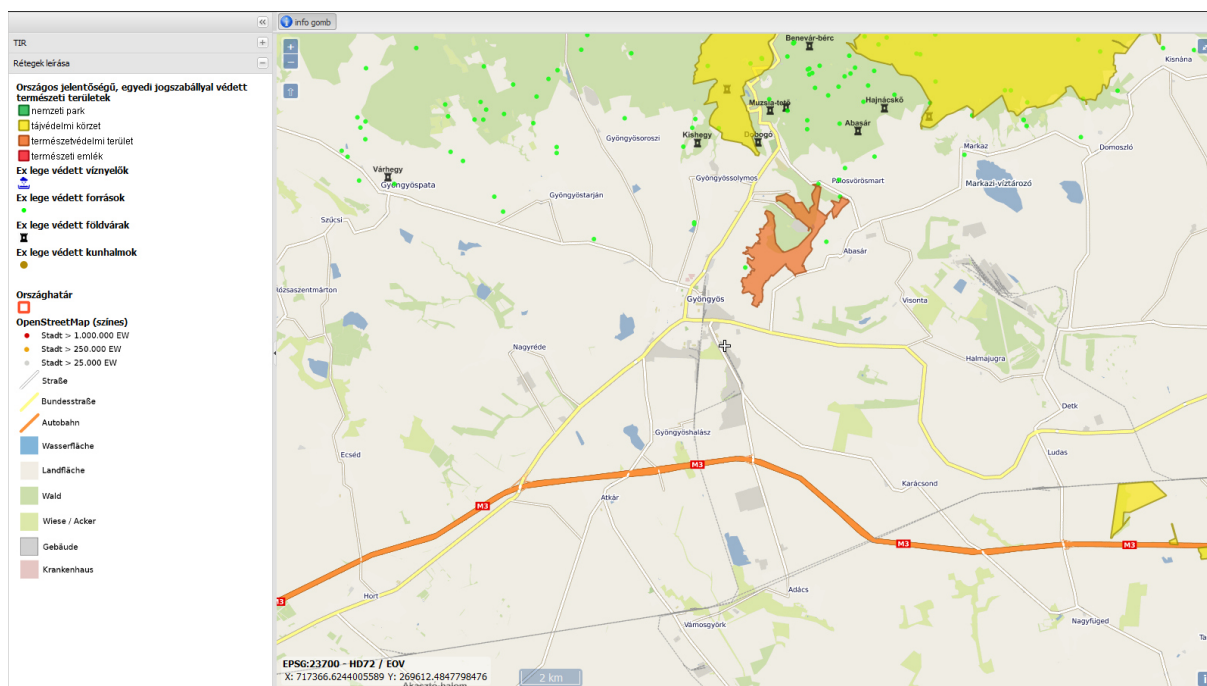 info gomb
TIR
Rétegek leírása
Országos jelentőségű, egyedi jogszabállyal védett
természeti területek
nemzeti park
tájvédelmi körzet
természetvédelmi terület
természeti emlék
Ex lege védett víznyelők
Ex lege védett források
Ex lege védett földvárak
Ex lege védett kunhalmok
Országhatár
OpenStreetMap (színes)
Stadt > 1.000.000 EW
Stadt > 250.000 EW
Stadt > 25.000 EW
Straße
Bundesstraße
Autobahn
Wasserfläche
Landfläche
Wald
Wiese / Acker
Gebäude
Krankenhaus
Benevár-bérc
Kisnána
Muzsla-tető
Hajnácskő
Abasár
Kishegy
Dobogó
Gyöngyösoroszi
Markaz
Domoszló
Várhegy
Gyöngyöspata
Gyöngyössolymos
Pálosvörösmart
Markazi-víztározó
Gyöngyöstarján
Szűcsi
Abasár
Rózsaszentmárton
Gyöngyös
Visonta
Nagyréde
Halmajugra
Detk
Gyöngyöshalász
Ecséd
Ludas
M3
Karácsond
Atkár
M3
M3
M3
M3
Hort
Adács
Vámosgyörk
Nagyfüged
EPSG:23700 - HD72 / EOV
X: 717366.6244005589 Y: 269612.4847798476
2 km